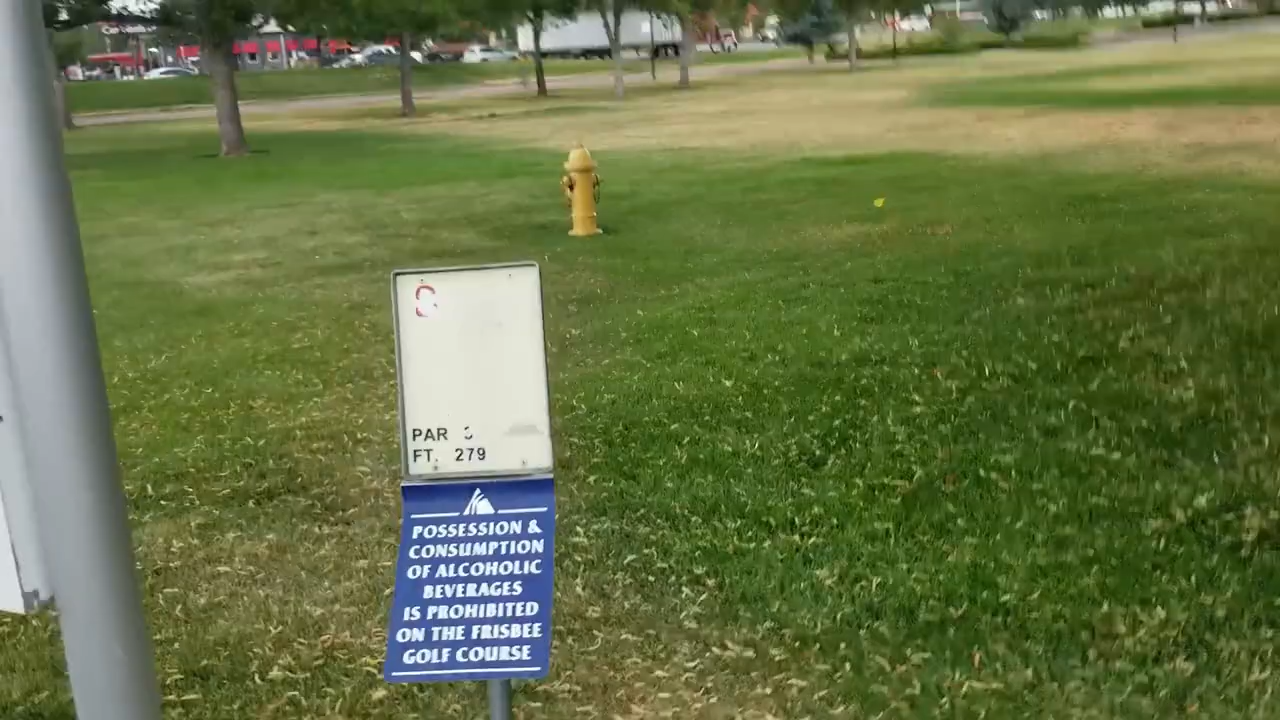 PAR
FT. 279
POSSESSION &
CONSUMPTION
OF ALCOHOLIC
BEVERAGES
IS PROHIBITED
ON THE FRISBEE
GOLF COURSE